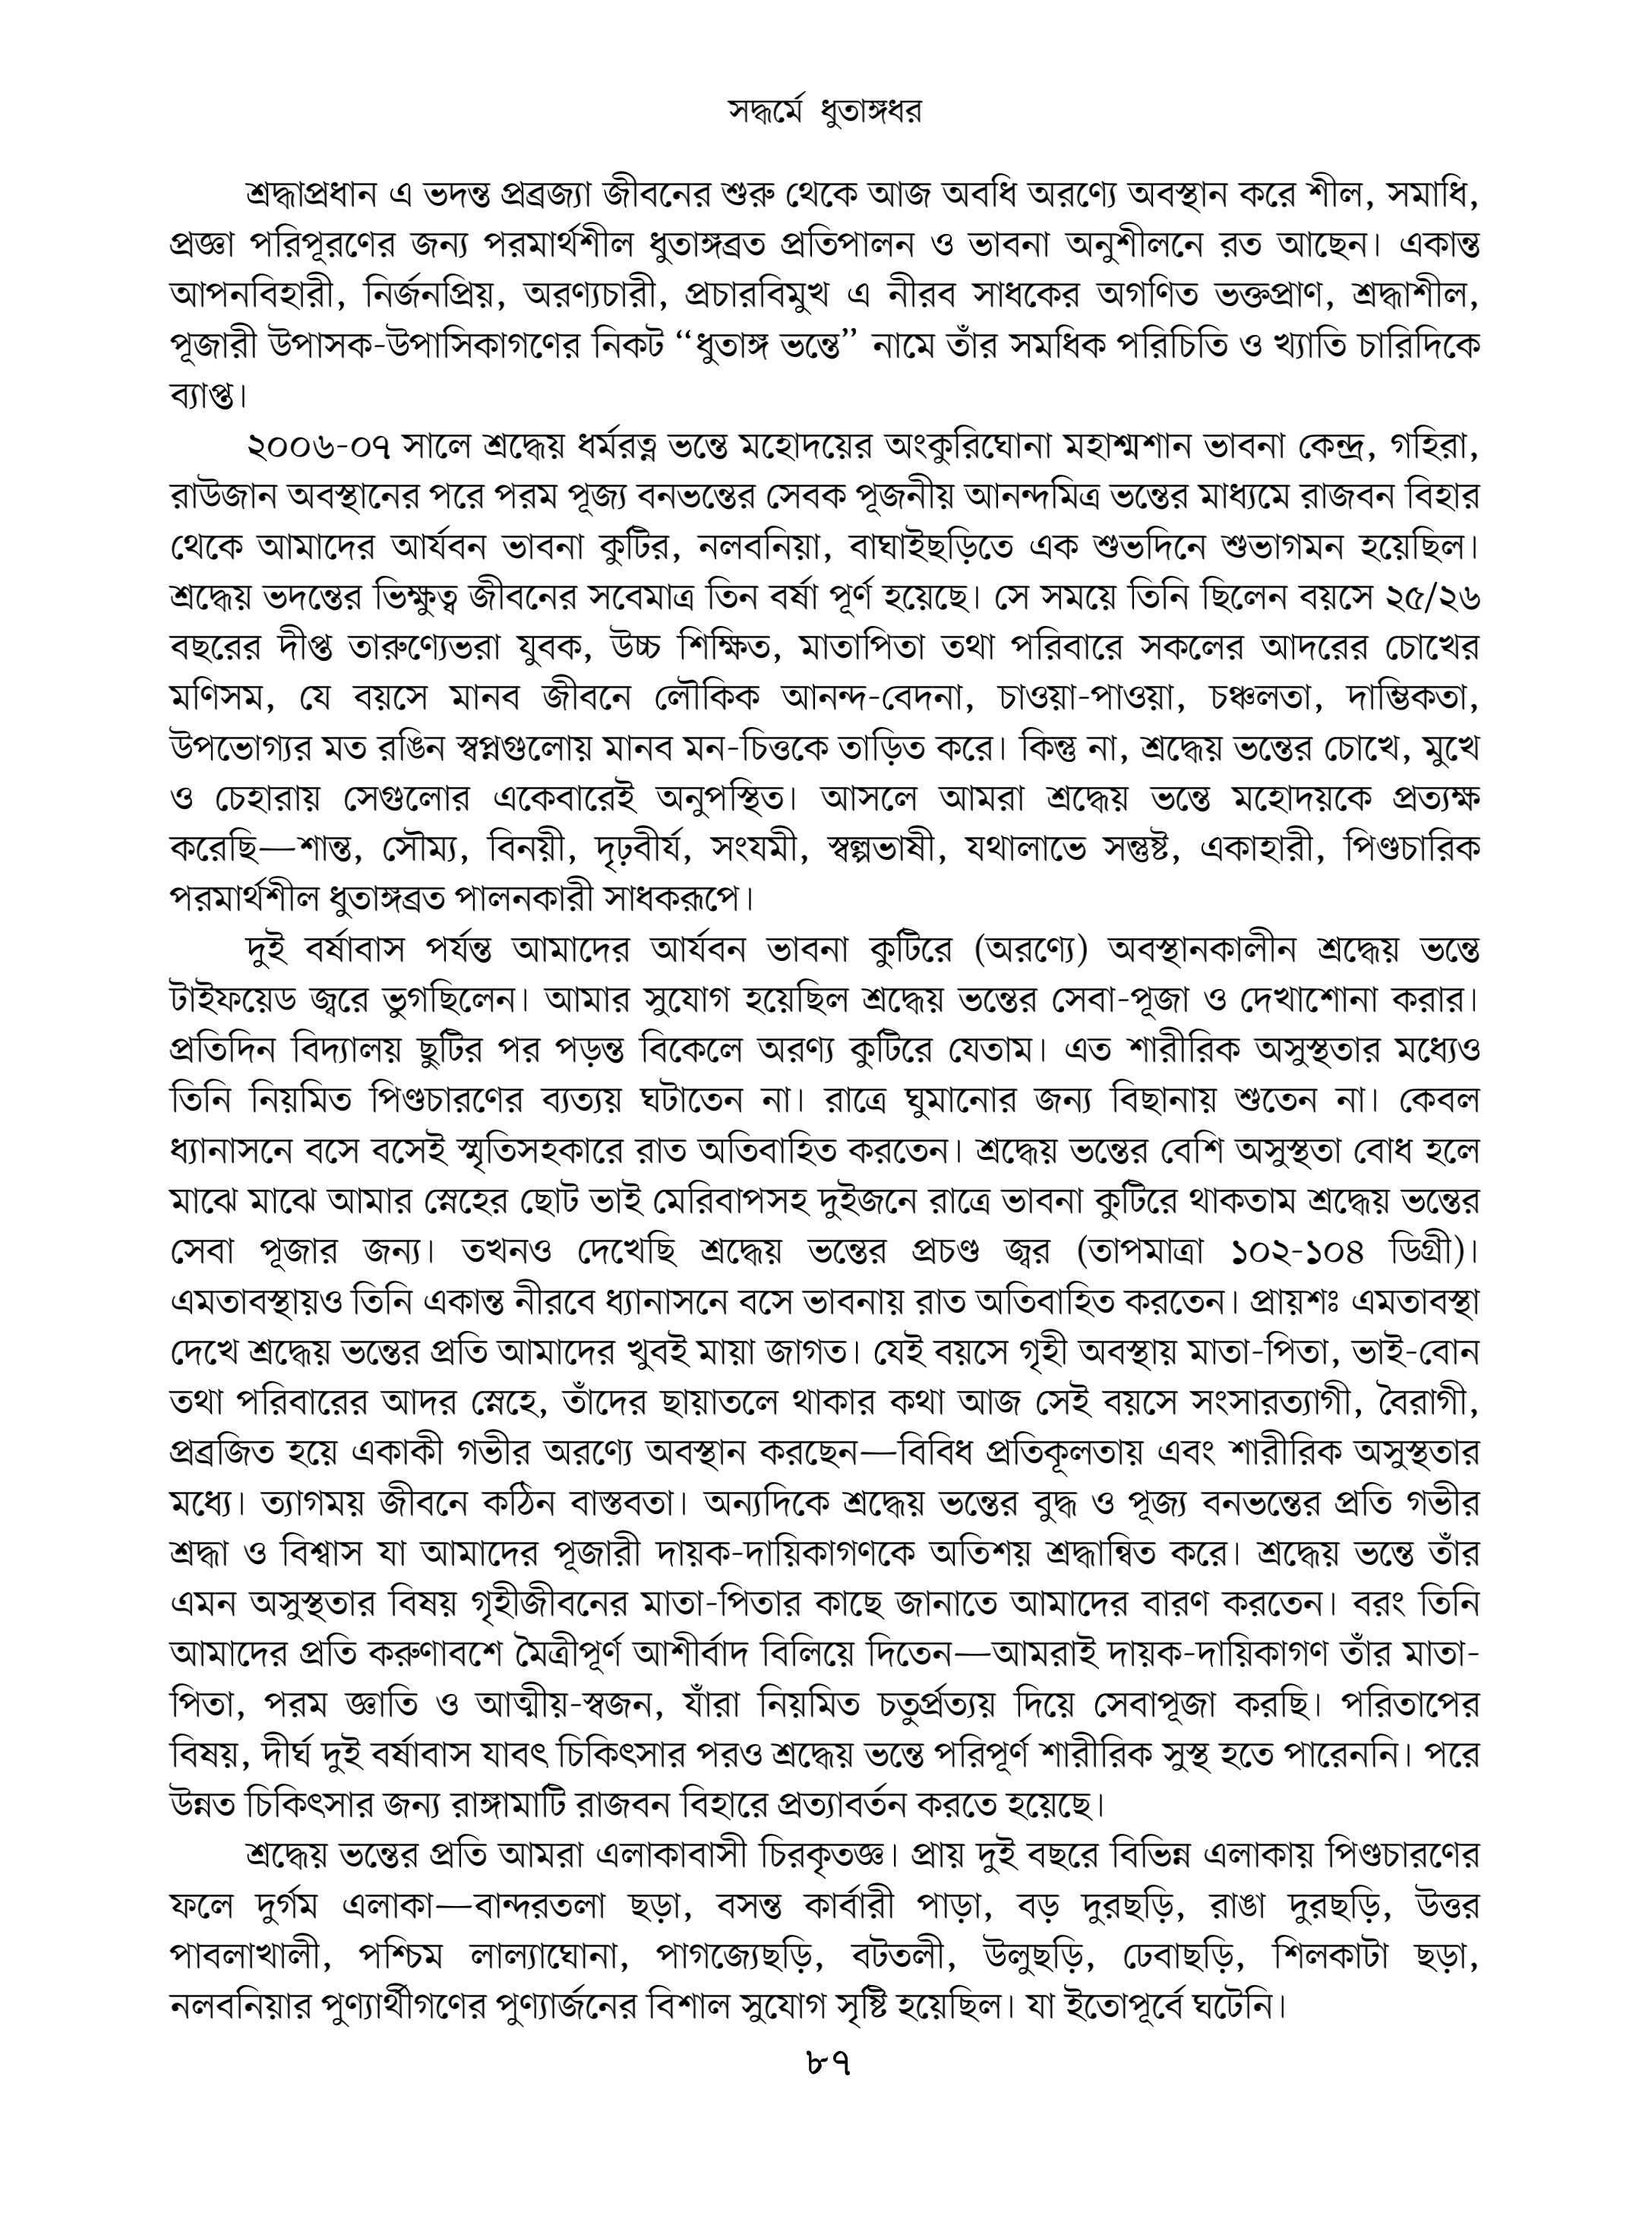 সদ্ধর্মে ধুতাঙ্গধর
শ্রদ্ধাপ্রধান এ ভদন্ত প্রব্রজ্যা জীবনের শুরু থেকে আজ অবধি অরণ্যে অবস্থান করে শীল, সমাধি,
প্রজ্ঞা পরিপূরণের জন্য পরমার্থশীল ধুতাঙ্গব্রত প্রতিপালন ও ভাবনা অনুশীলনে রত আছেন। একান্ত
আপনবিহারী, নির্জনপ্রিয়, অরণ্যচারী, প্রচারবিমুখ এ নীরব সাধকের অগণিত ভক্তপ্রাণ, শ্রদ্ধাশীল,
পূজারী উপাসক-উপাসিকাগণের নিকট “ধুতাঙ্গ ভন্তে” নামে তাঁর সমধিক পরিচিতি ও খ্যাতি চারিদিকে
ব্যাপ্ত।
২০০৬-০৭ সালে শ্রদ্ধেয় ধর্মরত্ন ভন্তে মহোদয়ের অংকুরিঘোনা মহাশ্মশান ভাবনা কেন্দ্র, গহিরা,
রাউজান অবস্থানের পরে পরম পূজ্য বনভন্তের সেবক পূজনীয় আনন্দমিত্র ভন্তের মাধ্যমে রাজবন বিহার
থেকে আমাদের আর্যবন ভাবনা কুটির, নলবনিয়া, বাঘাইছড়িতে এক শুভদিনে শুভাগমন হয়েছিল।
শ্রদ্ধেয় ভদন্তের ভিক্ষুত্ব জীবনের সবেমাত্র তিন বর্ষা পূর্ণ হয়েছে। সে সময়ে তিনি ছিলেন বয়সে ২৫/২৬
বছরের দীপ্ত তারুণ্যেভরা যুবক, উচ্চ শিক্ষিত, মাতাপিতা তথা পরিবারে সকলের আদরের চোখের
মণিসম, যে বয়সে মানব জীবনে লৌকিক আনন্দ-বেদনা, চাওয়া-পাওয়া, চঞ্চলতা, দাম্ভিকতা,
উপভোগ্যর মত রঙিন স্বপ্নগুলোয় মানব মন-চিত্তকে তাড়িত করে। কিন্তু না, শ্রদ্ধেয় ভন্তের চোখে, মুখে
ও চেহারায় সেগুলোর একেবারেই অনুপস্থিত। আসলে আমরা শ্রদ্ধেয় ভন্তে মহোদয়কে প্রত্যক্ষ
করেছি—শান্ত, সৌম্য, বিনয়ী, দৃঢ়বীর্য, সংযমী, স্বল্পভাষী, যথালাভে সন্তুষ্ট, একাহারী, পিণ্ডচারিক
পরমার্থশীল ধুতাঙ্গব্রত পালনকারী সাধকরূপে।
দুই বর্ষাবাস পর্যন্ত আমাদের আর্যবন ভাবনা কুটিরে (অরণ্যে) অবস্থানকালীন শ্রদ্ধেয় ভন্তে
টাইফয়েড জ্বরে ভুগছিলেন। আমার সুযোগ হয়েছিল শ্রদ্ধেয় ভন্তের সেবা-পূজা ও দেখাশোনা করার।
প্রতিদিন বিদ্যালয় ছুটির পর পড়ন্ত বিকেলে অরণ্য কুটিরে যেতাম। এত শারীরিক অসুস্থতার মধ্যেও
তিনি নিয়মিত পিণ্ডচারণের ব্যত্যয় ঘটাতেন না। রাত্রে ঘুমানোর জন্য বিছানায় শুতেন না। কেবল
ধ্যানাসনে বসে বসেই স্মৃতিসহকারে রাত অতিবাহিত করতেন। শ্রদ্ধেয় ভন্তের বেশি অসুস্থতা বোধ হলে
মাঝে মাঝে আমার স্নেহের ছোট ভাই মেরিবাপসহ দুইজনে রাত্রে ভাবনা কুটিরে থাকতাম শ্রদ্ধেয় ভন্তের
সেবা পূজার জন্য। তখনও দেখেছি শ্রদ্ধেয় ভন্তের প্রচণ্ড জ্বর (তাপমাত্রা ১০২-১০৪ ডিগ্রী)।
এমতাবস্থায়ও তিনি একান্ত নীরবে ধ্যানাসনে বসে ভাবনায় রাত অতিবাহিত করতেন। প্রায়শঃ এমতাবস্থা
দেখে শ্রদ্ধেয় ভন্তের প্রতি আমাদের খুবই মায়া জাগত। যেই বয়সে গৃহী অবস্থায় মাতা-পিতা, ভাই-বোন
তথা পরিবারের আদর স্নেহে, তাঁদের ছায়াতলে থাকার কথা আজ সেই বয়সে সংসারত্যাগী, বৈরাগী,
প্রব্রজিত হয়ে একাকী গভীর অরণ্যে অবস্থান করছেন—বিবিধ প্রতিকূলতায় এবং শারীরিক অসুস্থতার
মধ্যে। ত্যাগময় জীবনে কঠিন বাস্তবতা। অন্যদিকে শ্রদ্ধেয় ভন্তের বুদ্ধ ও পূজ্য বনভন্তের প্রতি গভীর
শ্রদ্ধা ও বিশ্বাস যা আমাদের পূজারী দায়ক-দায়িকাগণকে অতিশয় শ্রদ্ধান্বিত করে। শ্রদ্ধেয় ভন্তে তাঁর
এমন অসুস্থতার বিষয় গৃহীজীবনের মাতা-পিতার কাছে জানাতে আমাদের বারণ করতেন। বরং তিনি
আমাদের প্রতি করুণাবশে মৈত্রীপূর্ণ আশীর্বাদ বিলিয়ে দিতেন—আমরাই দায়ক-দায়িকাগণ তাঁর মাতা-
পিতা, পরম জ্ঞাতি ও আত্মীয়-স্বজন, যাঁরা নিয়মিত চতুর্প্রত্যয় দিয়ে সেবাপূজা করছি। পরিতাপের
বিষয়, দীর্ঘ দুই বর্ষাবাস যাবৎ চিকিৎসার পরও শ্রদ্ধেয় ভন্তে পরিপূর্ণ শারীরিক সুস্থ হতে পারেননি। পরে
উন্নত চিকিৎসার জন্য রাঙ্গামাটি রাজবন বিহারে প্রত্যাবর্তন করতে হয়েছে।
শ্রদ্ধেয় ভন্তের প্রতি আমরা এলাকাবাসী চিরকৃতজ্ঞ। প্রায় দুই বছরে বিভিন্ন এলাকায় পিণ্ডচারণের
ফলে দুর্গম এলাকা—বান্দরতলা ছড়া, বসন্ত কার্বারী পাড়া, বড় দুরছড়ি, রাঙা দুরছড়ি, উত্তর
পাবলাখালী, পশ্চিম লাল্যাঘোনা, পাগজ্যেছড়ি, বটতলী, উলুছড়ি, ঢেবাছড়ি, শিলকাটা ছড়া,
নলবনিয়ার পুণ্যার্থীগণের পুণ্যার্জনের বিশাল সুযোগ সৃষ্টি হয়েছিল। যা ইতোপূর্বে ঘটেনি।
৮৭